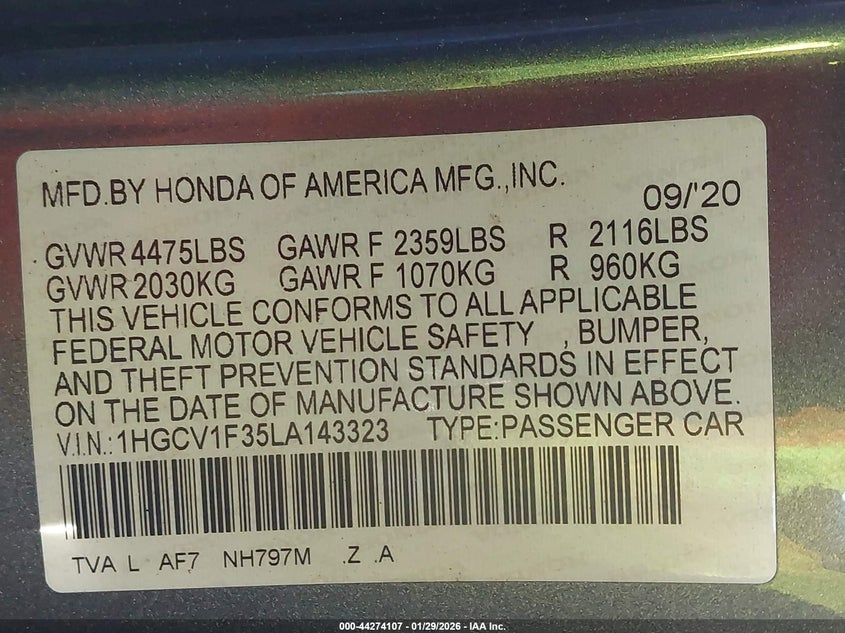 MFD.BY HONDA OF AMERICA MFG.,INC.
09/'20
GVWR 4475LBS GAWR F 2359LBS R 2116LBS
GVWR 2030KG GAWR F 1070KG R 960KG
THIS VEHICLE CONFORMS TO ALL APPLICABLE
FEDERAL MOTOR VEHICLE SAFETY , BUMPER,
AND THEFT PREVENTION STANDARDS IN EFFECT
ON THE DATE OF MANUFACTURE SHOWN ABOVE.
V.I.N.:1HGCV1F35LA143323 TYPE:PASSENGER CAR
TVA L AF7 NH797M .Z .A
000-44274107 - 01/29/2026 - IAA Inc.